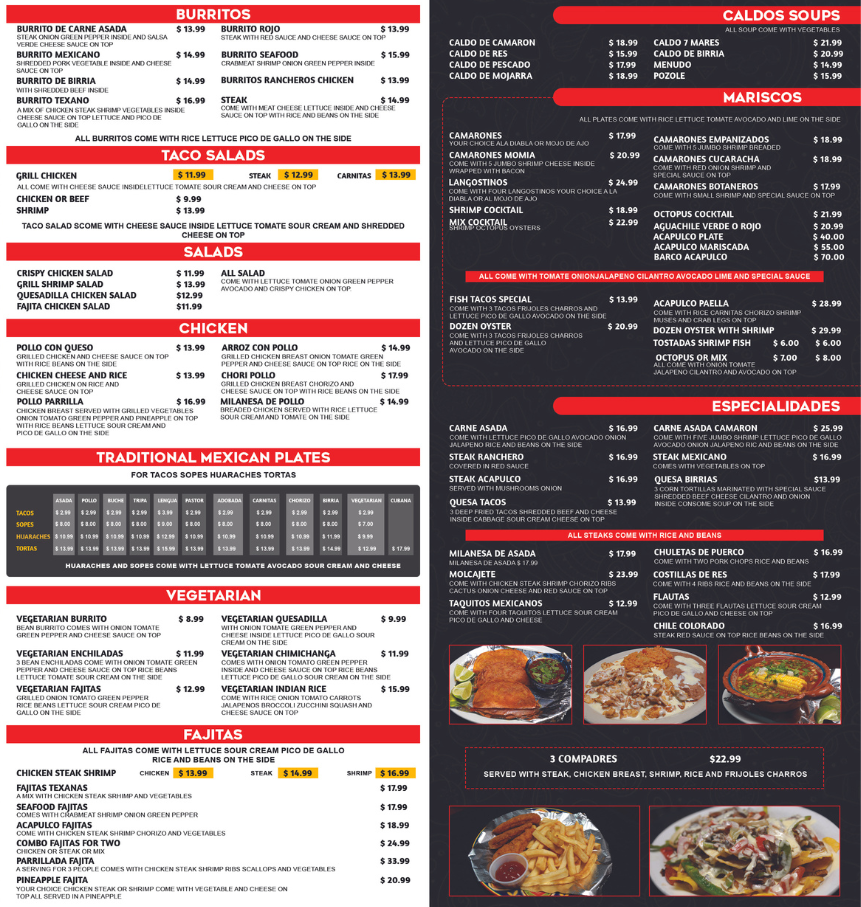 BURRITOS
BURRITO DE CARNE ASADA $ 13.99
STEAK ONION GREEN PEPPER INSIDE AND SALSA
VERDE CHEESE SAUCE ON TOP
BURRITO MEXICANO $ 14.99
SHREDDED PORK VEGETABLE INSIDE AND CHEESE
SAUCE ON TOP
BURRITO DE BIRRIA $ 14.99
WITH SHREDDED BEEF INSIDE
BURRITO TEXANO $ 16.99
A MIX OF CHICKEN STEAK SHRIMP VEGETABLES INSIDE
CHEESE SAUCE ON TOP LETTUCE AND PICO DE
GALLO ON THE SIDE
BURRITO ROJO $ 13.99
STEAK WITH RED SAUCE AND CHEESE SAUCE ON TOP
BURRITO SEAFOOD $ 15.99
CRABMEAT SHRIMP ONION GREEN PEPPER INSIDE
BURRITOS RANCHEROS CHICKEN $ 13.99
STEAK $ 14.99
COME WITH MEAT CHEESE LETTUCE INSIDE AND CHEESE
SAUCE ON TOP WITH RICE AND BEANS ON THE SIDE
ALL BURRITOS COME WITH RICE LETTUCE PICO DE GALLO ON THE SIDE
TACO SALADS
GRILL CHICKEN $ 11.99 STEAK $ 12.99 CARNITAS $ 13.99
ALL COME WITH CHEESE SAUCE INSIDELETTUCE TOMATE SOUR CREAM AND CHEESE ON TOP
CHICKEN OR BEEF $ 9.99
SHRIMP $ 13.99
TACO SALAD SCOME WITH CHEESE SAUCE INSIDE LETTUCE TOMATE SOUR CREAM AND SHREDDED
CHEESE ON TOP
SALADS
CRISPY CHICKEN SALAD $ 11.99
GRILL SHRIMP SALAD $ 13.99
QUESADILLA CHICKEN SALAD $12.99
FAJITA CHICKEN SALAD $11.99
ALL SALAD
COME WITH LETTUCE TOMATE ONION GREEN PEPPER
AVOCADO AND CRISPY CHICKEN ON TOP
CHICKEN
POLLO CON QUESO $ 13.99
GRILLED CHICKEN AND CHEESE SAUCE ON TOP
WITH RICE BEANS ON THE SIDE
CHICKEN CHEESE AND RICE $ 13.99
GRILLED CHICKEN ON RICE AND
CHEESE SAUCE ON TOP
POLLO PARRILLA $ 16.99
CHICKEN BREAST SERVED WITH GRILLED VEGETABLES
ONION TOMATO GREEN PEPPER AND PINEAPPLE ON TOP
WITH RICE BEANS LETTUCE SOUR CREAM AND
PICO DE GALLO ON THE SIDE
ARROZ CON POLLO $ 14.99
GRILLED CHICKEN BREAST ONION TOMATE GREEN
PEPPER AND CHEESE SAUCE ON TOP RICE ON THE SIDE
CHORI POLLO $ 17.99
GRILLED CHICKEN BREAST CHORIZO AND
CHEESE SAUCE ON TOP WITH RICE BEANS ON THE SIDE
MILANESA DE POLLO $ 14.99
BREADED CHICKEN SERVED WITH RICE LETTUCE
SOUR CREAM AND TOMATE ON THE SIDE
TRADITIONAL MEXICAN PLATES
FOR TACOS SOPES HUARACHES TORTAS
ASADA POLLO BUCHE TRIPA LENGUA PASTOR ADOBADA CARNITAS CHORIZO BIRRIA VEGETARIAN CUBANA
TACOS $ 2.99 $ 2.99 $ 2.99 $ 2.99 $ 3.99 $ 2.99 $ 2.99 $ 2.99 $ 2.99 $ 2.99 $ 2.99
SOPES $ 8.00 $ 8.00 $ 8.00 $ 8.00 $ 9.00 $ 8.00 $ 8.00 $ 8.00 $ 8.00 $ 8.00 $ 7.00
HUARACHES $ 10.99 $ 10.99 $ 10.99 $ 10.99 $ 12.99 $ 10.99 $ 10.99 $ 10.99 $ 10.99 $ 11.99 $ 9.99
TORTAS $ 13.99 $ 13.99 $ 13.99 $ 13.99 $ 15.99 $ 13.99 $ 13.99 $ 13.99 $ 13.99 $ 14.99 $ 12.99 $ 17.99
HUARACHES AND SOPES COME WITH LETTUCE TOMATE AVOCADO SOUR CREAM AND CHEESE
VEGETARIAN
VEGETARIAN BURRITO $ 8.99
BEAN BURRITO COMES WITH ONION TOMATE
GREEN PEPPER AND CHEESE SAUCE ON TOP
VEGETARIAN ENCHILADAS $ 11.99
3 BEAN ENCHILADAS COME WITH ONION TOMATE GREEN
PEPPER AND CHEESE SAUCE ON TOP RICE BEANS
LETTUCE TOMATE SOUR CREAM ON THE SIDE
VEGETARIAN FAJITAS $ 12.99
GRILLED ONION TOMATO GREEN PEPPER
RICE BEANS LETTUCE SOUR CREAM PICO DE
GALLO ON THE SIDE
VEGETARIAN QUESADILLA $ 9.99
WITH ONION TOMATE GREEN PEPPER AND
CHEESE INSIDE LETTUCE PICO DE GALLO SOUR
CREAM ON THE SIDE
VEGETARIAN CHIMICHANGA $ 11.99
COMES WITH ONION TOMATO GREEN PEPPER
INSIDE AND CHEESE SAUCE ON TOP RICE BEANS
LETTUCE PICO DE GALLO SOUR CREAM ON THE SIDE
VEGETARIAN INDIAN RICE $ 15.99
COME WITH RICE ONION TOMATO CARROTS
JALAPENOS BROCCOLI ZUCCHINI SQUASH AND
CHEESE SAUCE ON TOP
FAJITAS
ALL FAJITAS COME WITH LETTUCE SOUR CREAM PICO DE GALLO
RICE AND BEANS ON THE SIDE
CHICKEN STEAK SHRIMP CHICKEN $ 13.99 STEAK $ 14.99 SHRIMP $ 16.99
FAJITAS TEXANAS $ 17.99
A MIX WITH CHICKEN STEAK SRHIMP AND VEGETABLES
SEAFOOD FAJITAS $ 17.99
COMES WITH CRABMEAT SHRIMP ONION GREEN PEPPER
ACAPULCO FAJITAS $ 18.99
COME WITH CHICKEN STEAK SHRIMP CHORIZO AND VEGETABLES
COMBO FAJITAS FOR TWO $ 24.99
CHICKEN OR STEAK OR MIX
PARRILLADA FAJITA $ 33.99
A SERVING FOR 3 PEOPLE COMES WITH CHICKEN STEAK SHRIMP RIBS SCALLOPS AND VEGETABLES
PINEAPPLE FAJITA $ 20.99
YOUR CHOICE CHICKEN STEAK OR SHRIMP COME WITH VEGETABLE AND CHEESE ON
TOP ALL SERVED IN A PINEAPPLE
CALDOS SOUPS
ALL SOUP COME WITH VEGETABLES
CALDO DE CAMARON $ 18.99
CALDO DE RES $ 15.99
CALDO DE PESCADO $ 17.99
CALDO DE MOJARRA $ 18.99
CALDO 7 MARES $ 21.99
CALDO DE BIRRIA $ 20.99
MENUDO $ 14.99
POZOLE $ 15.99
MARISCOS
ALL PLATES COME WITH RICE LETTUCE TOMATE AVOCADO AND LIME ON THE SIDE
CAMARONES $ 17.99
YOUR CHOICE ALA DIABLA OR MOJO DE AJO
CAMARONES MOMIA $ 20.99
COME WITH 5 JUMBO SHRIMP CHEESE INSIDE
WRAPPED WITH BACON
LANGOSTINOS $ 24.99
COME WITH FOUR LANGOSTINOS YOUR CHOICE A LA
DIABLA OR AL MOJO DE AJO
SHRIMP COCICKTAIL $ 18.99
MIX COCKTAIL $ 22.99
SHRIMP OCTOPUS OYSTERS
CAMARONES EMPANIZADOS $ 18.99
COME WITH 5 JUMBO SHRIMP BREADED
CAMARONES CUCARACHA $ 18.99
COME WITH RED ONION SHRIMP AND
SPECIAL SAUCE ON TOP
CAMARONES BOTANEROS $ 17.99
COME WITH SMALL SHRIMP AND SPECIAL SAUCE ON TOP
OCTOPUS COCKTAIL $ 21.99
AGUACHILE VERDE O ROJO $ 20.99
ACAPULCO PLATE $ 40.00
ACAPULCO MARISCADA $ 55.00
BARCO ACAPULCO $ 70.00
ALL COME WITH TOMATE ONIONJALAPENO CILANTRO AVOCADO LIME AND SPECIAL SAUCE
FISH TACOS SPECIAL $ 13.99
COME WITH 3 TACOS FRIJOLES CHARROS AND
LETTUCE PICO DE GALLO AVOCADO ON THE SIDE
DOZEN OYSTER $ 20.99
COME WITH 3 TACOS FRIJOLES CHARROS
AND LETTUCE PICO DE GALLO
AVOCADO ON THE SIDE
ACAPULCO PAELLA $ 28.99
COME WITH RICE CARNITAS CHORIZO SHRIMP
MUSES AND CRAB LEGS ON TOP
DOZEN OYSTER WITH SHRIMP $ 29.99
TOSTADAS SHRIMP FISH $ 6.00 $ 6.00
OCTOPUS OR MIX $ 7.00 $ 8.00
ALL COME WITH ONION TOMATE
JALAPENO CILANTRO AND AVOCADO ON TOP
ESPECIALIDADES
CARNE ASADA $ 16.99
COME WITH LETTUCE PICO DE GALLO AVOCADO ONION
JALAPENO RICE AND BEANS ON THE SIDE
STEAK RANCHERO $ 16.99
COVERED IN RED SAUCE
STEAK ACAPULCO $ 16.99
SERVED WITH MUSHROOMS ONION
QUESA TACOS $ 13.99
3 DEEP FRIED TACOS SHREDDED BEEF AND CHEESE
INSIDE CABBAGE SOUR CREAM CHEESE ON TOP
CARNE ASADA CAMARON $ 25.99
COME WITH FIVE JUMBO SHRIMP LETTUCE PICO DE GALLO
AVOCADO ONION JALAPENO RIC AND BEANS ON THE SIDE
STEAK MEXICANO $ 16.99
COMES WITH VEGETABLES ON TOP
QUESA BIRRIAS $13.99
3 CORN TORTILLAS MARINATED WITH SPECIAL SAUCE
SHREDDED BEEF CHEESE CILANTRO AND ONION
INSIDE CONSOME SOUP ON THE SIDE
ALL STEAKS COME WITH RICE AND BEANS
MILANESA DE ASADA $ 17.99
MILANESA DE ASADA $ 17.99
MOLCAJETE $ 23.99
COME WITH CHICKEN STEAK SHRIMP CHORIZO RIBS
CACTUS ONION CHEESE AND RED SAUCE ON TOP
TAQUITOS MEXICANOS $ 12.99
COME WITH FOUR TAQUITOS LETTUCE SOUR CREAM
PICO DE GALLO AND CHEESE
CHULETAS DE PUERCO $ 16.99
COME WITH TWO PORK CHOPS RICE AND BEANS
COSTILLAS DE RES $ 17.99
COME WITH 4 RIBS RICE AND BEANS ON THE SIDE
FLAUTAS $ 12.99
COME WITH THREE FLAUTAS LETTUCE SOUR CREAM
PICO DE GALLO AND CHEESE ON TOP
CHILE COLORADO $ 16.99
STEAK RED SAUCE ON TOP RICE BEANS ON THE SIDE
3 COMPADRES $22.99
SERVED WITH STEAK, CHICKEN BREAST, SHRIMP, RICE AND FRIJOLES CHARROS